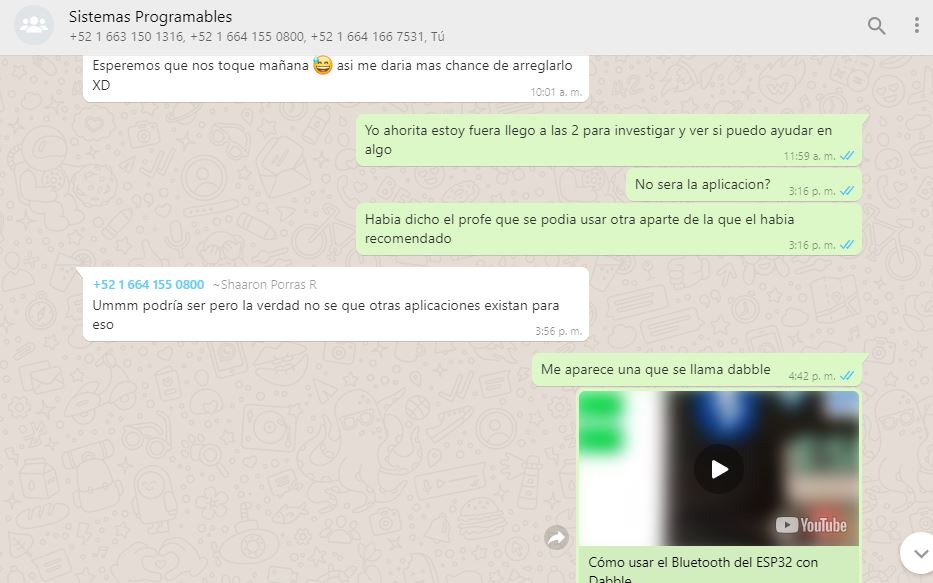 Sistemas Programables
+52 1 663 150 1316, +52 1 664 155 0800, +52 1 664 166 7531, Tú
Esperemos que nos toque mañana 😅 asi me daria mas chance de arreglarlo
XD
10:01 a. m.
Yo ahorita estoy fuera llego a las 2 para investigar y ver si puedo ayudar en
algo
11:59 a. m.
No sera la aplicacion?
3:16 p. m.
Habia dicho el profe que se podia usar otra aparte de la que el habia
recomendado
3:16 p. m.
+52 1 664 155 0800 ~Shaaron Porras R
Ummm podría ser pero la verdad no se que otras aplicaciones existan para
eso
3:56 p. m.
Me aparece una que se llama dabble
4:42 p. m.
YouTube
Cómo usar el Bluetooth del ESP32 con
Dabble